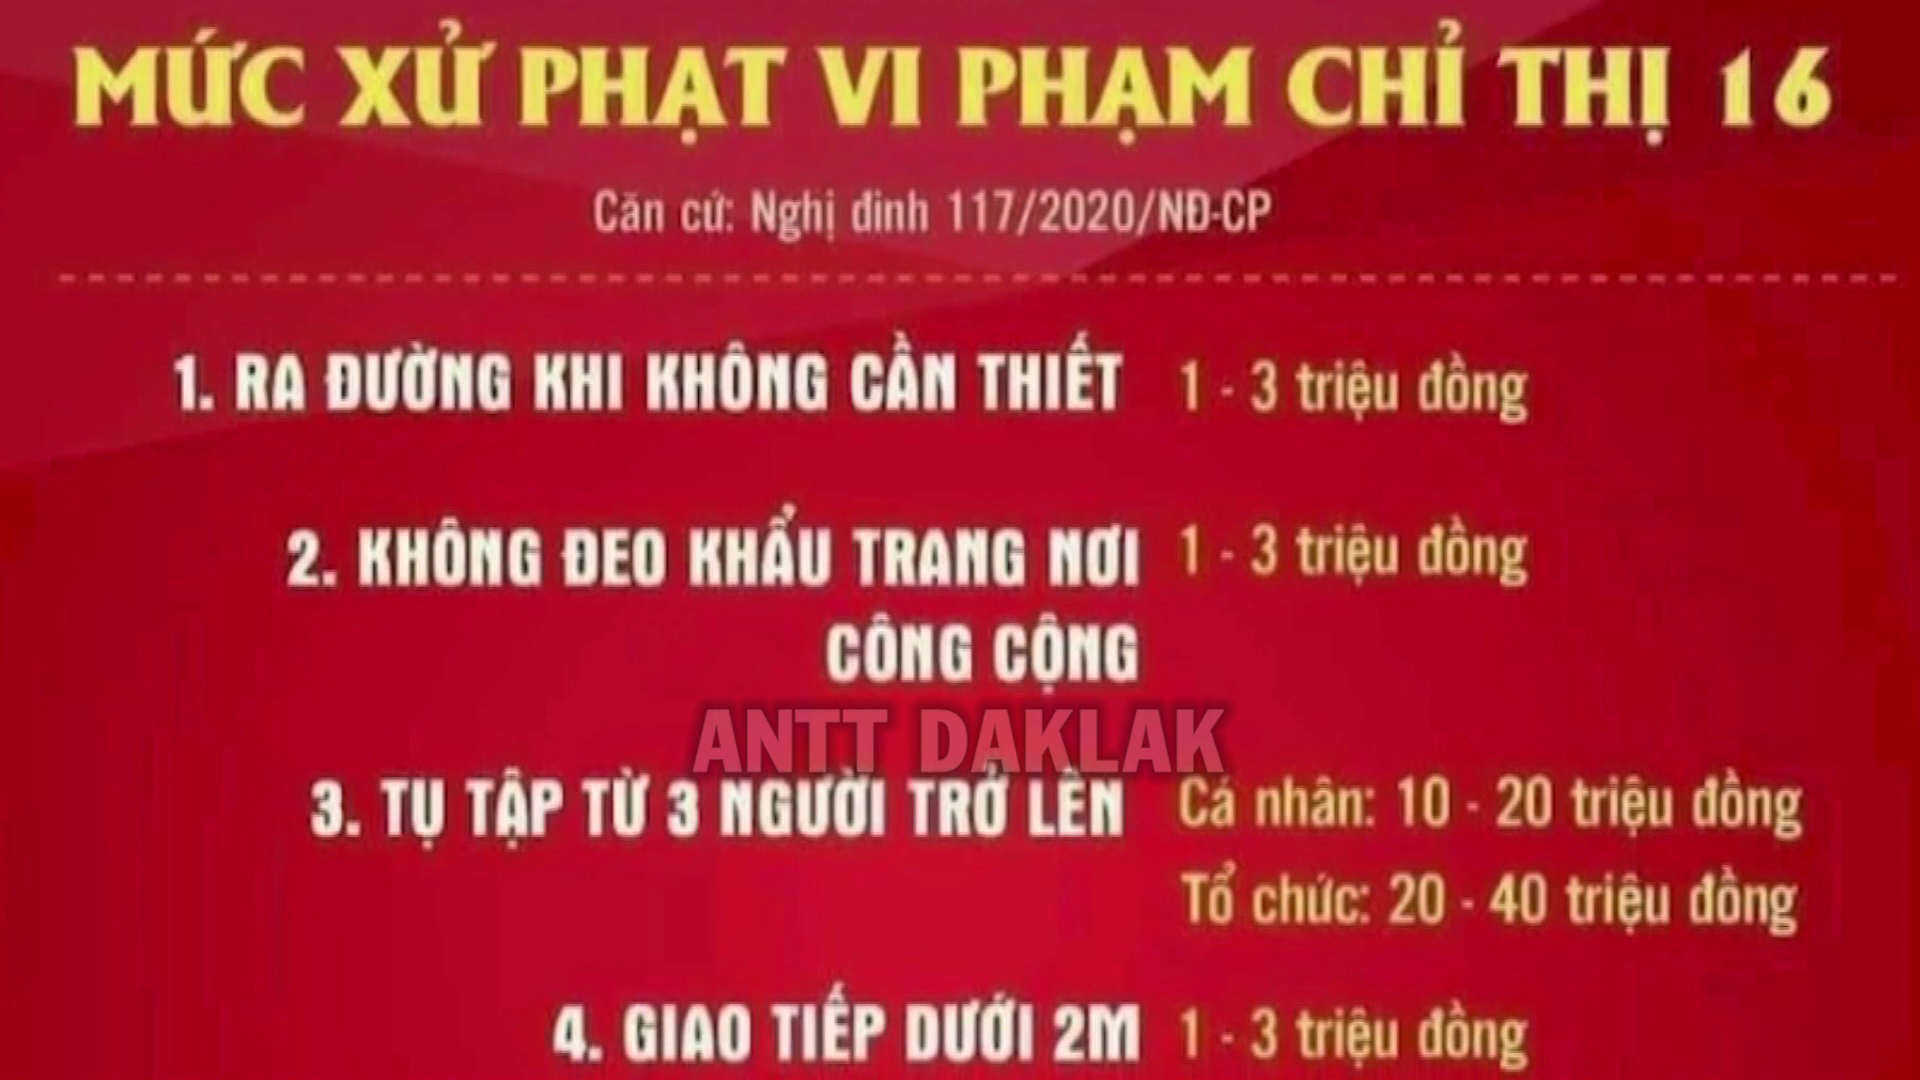 MỨC XỬ PHẠT VI PHẠM CHỈ THỊ 16
Căn cứ: Nghị đinh 117/2020/NĐ-CP
1. RA ĐƯỜNG KHI KHÔNG CẦN THIẾT 1 - 3 triệu đồng
2. KHÔNG ĐEO KHẨU TRANG NƠI 1 - 3 triệu đồng
CÔNG CỘNG
ANTT DAKLAK
3. TỤ TẬP TỪ 3 NGƯỜI TRỞ LÊN Cá nhân: 10 - 20 triệu đồng
Tổ chức: 20 - 40 triệu đồng
4. GIAO TIẾP DƯỚI 2M 1 - 3 triệu đồng